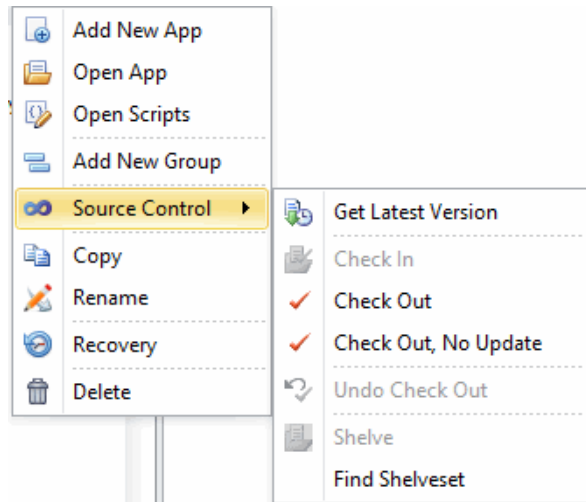 Add New App
Open App
Open Scripts
Add New Group
Source Control
Copy
Rename
Recovery
Delete
Get Latest Version
Check In
Check Out
Check Out, No Update
Undo Check Out
Shelve
Find Shelveset